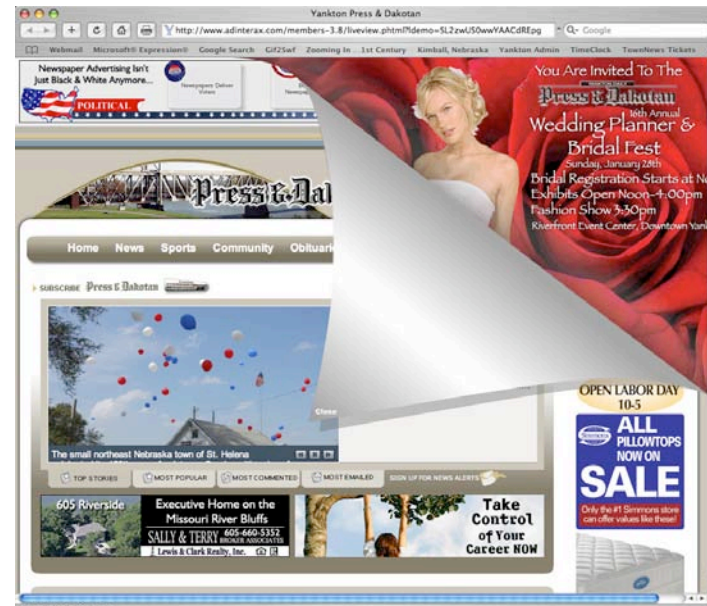 Yankton Press & Dakotan
http://www.adinterax.com/members-3.8/liveview.phtml?demo=SL2zwUS0wwYAACdREpg
Q- Google
Webmail Microsoft® Expression® Google Search Gif2Swf Zooming In ...1st Century Kimball, Nebraska Yankton Admin TimeClock TownNews Tickets
Newspaper Advertising Isn't
Just Black & White Anymore...
POLITICAL
Newspapers Deliver
Voters
You Are Invited To The
Press & Dakotan
16th Annual
Wedding Planner &
Bridal Fest
Sunday, January 28th
Bridal Registration Starts at No
Exhibits Open Noon-4:00pm
Fashion Show 3:30pm
Riverfront Event Center, Downtown Yank
Press & Dal
Home News Sports Community Obituarie
SUBSCRIBE Press & Dakotan
Close
The small northeast Nebraska town of St. Helena
TOP STORIES MOST POPULAR MOST COMMENTED MOST EMAILED SIGN UP FOR NEWS ALERTS
605 Riverside
Executive Home on the
Missouri River Bluffs
SALLY & TERRY 605-660-5352
BROKER ASSOCIATES
Lewis & Clark Realty, Inc.
Take
Control
of Your
Career NOW
OPEN LABOR DAY
10-5
SIMMONS
ALL
PILLOWTOPS
NOW ON
SALE
Only the #1 Simmons store
can offer values like these!